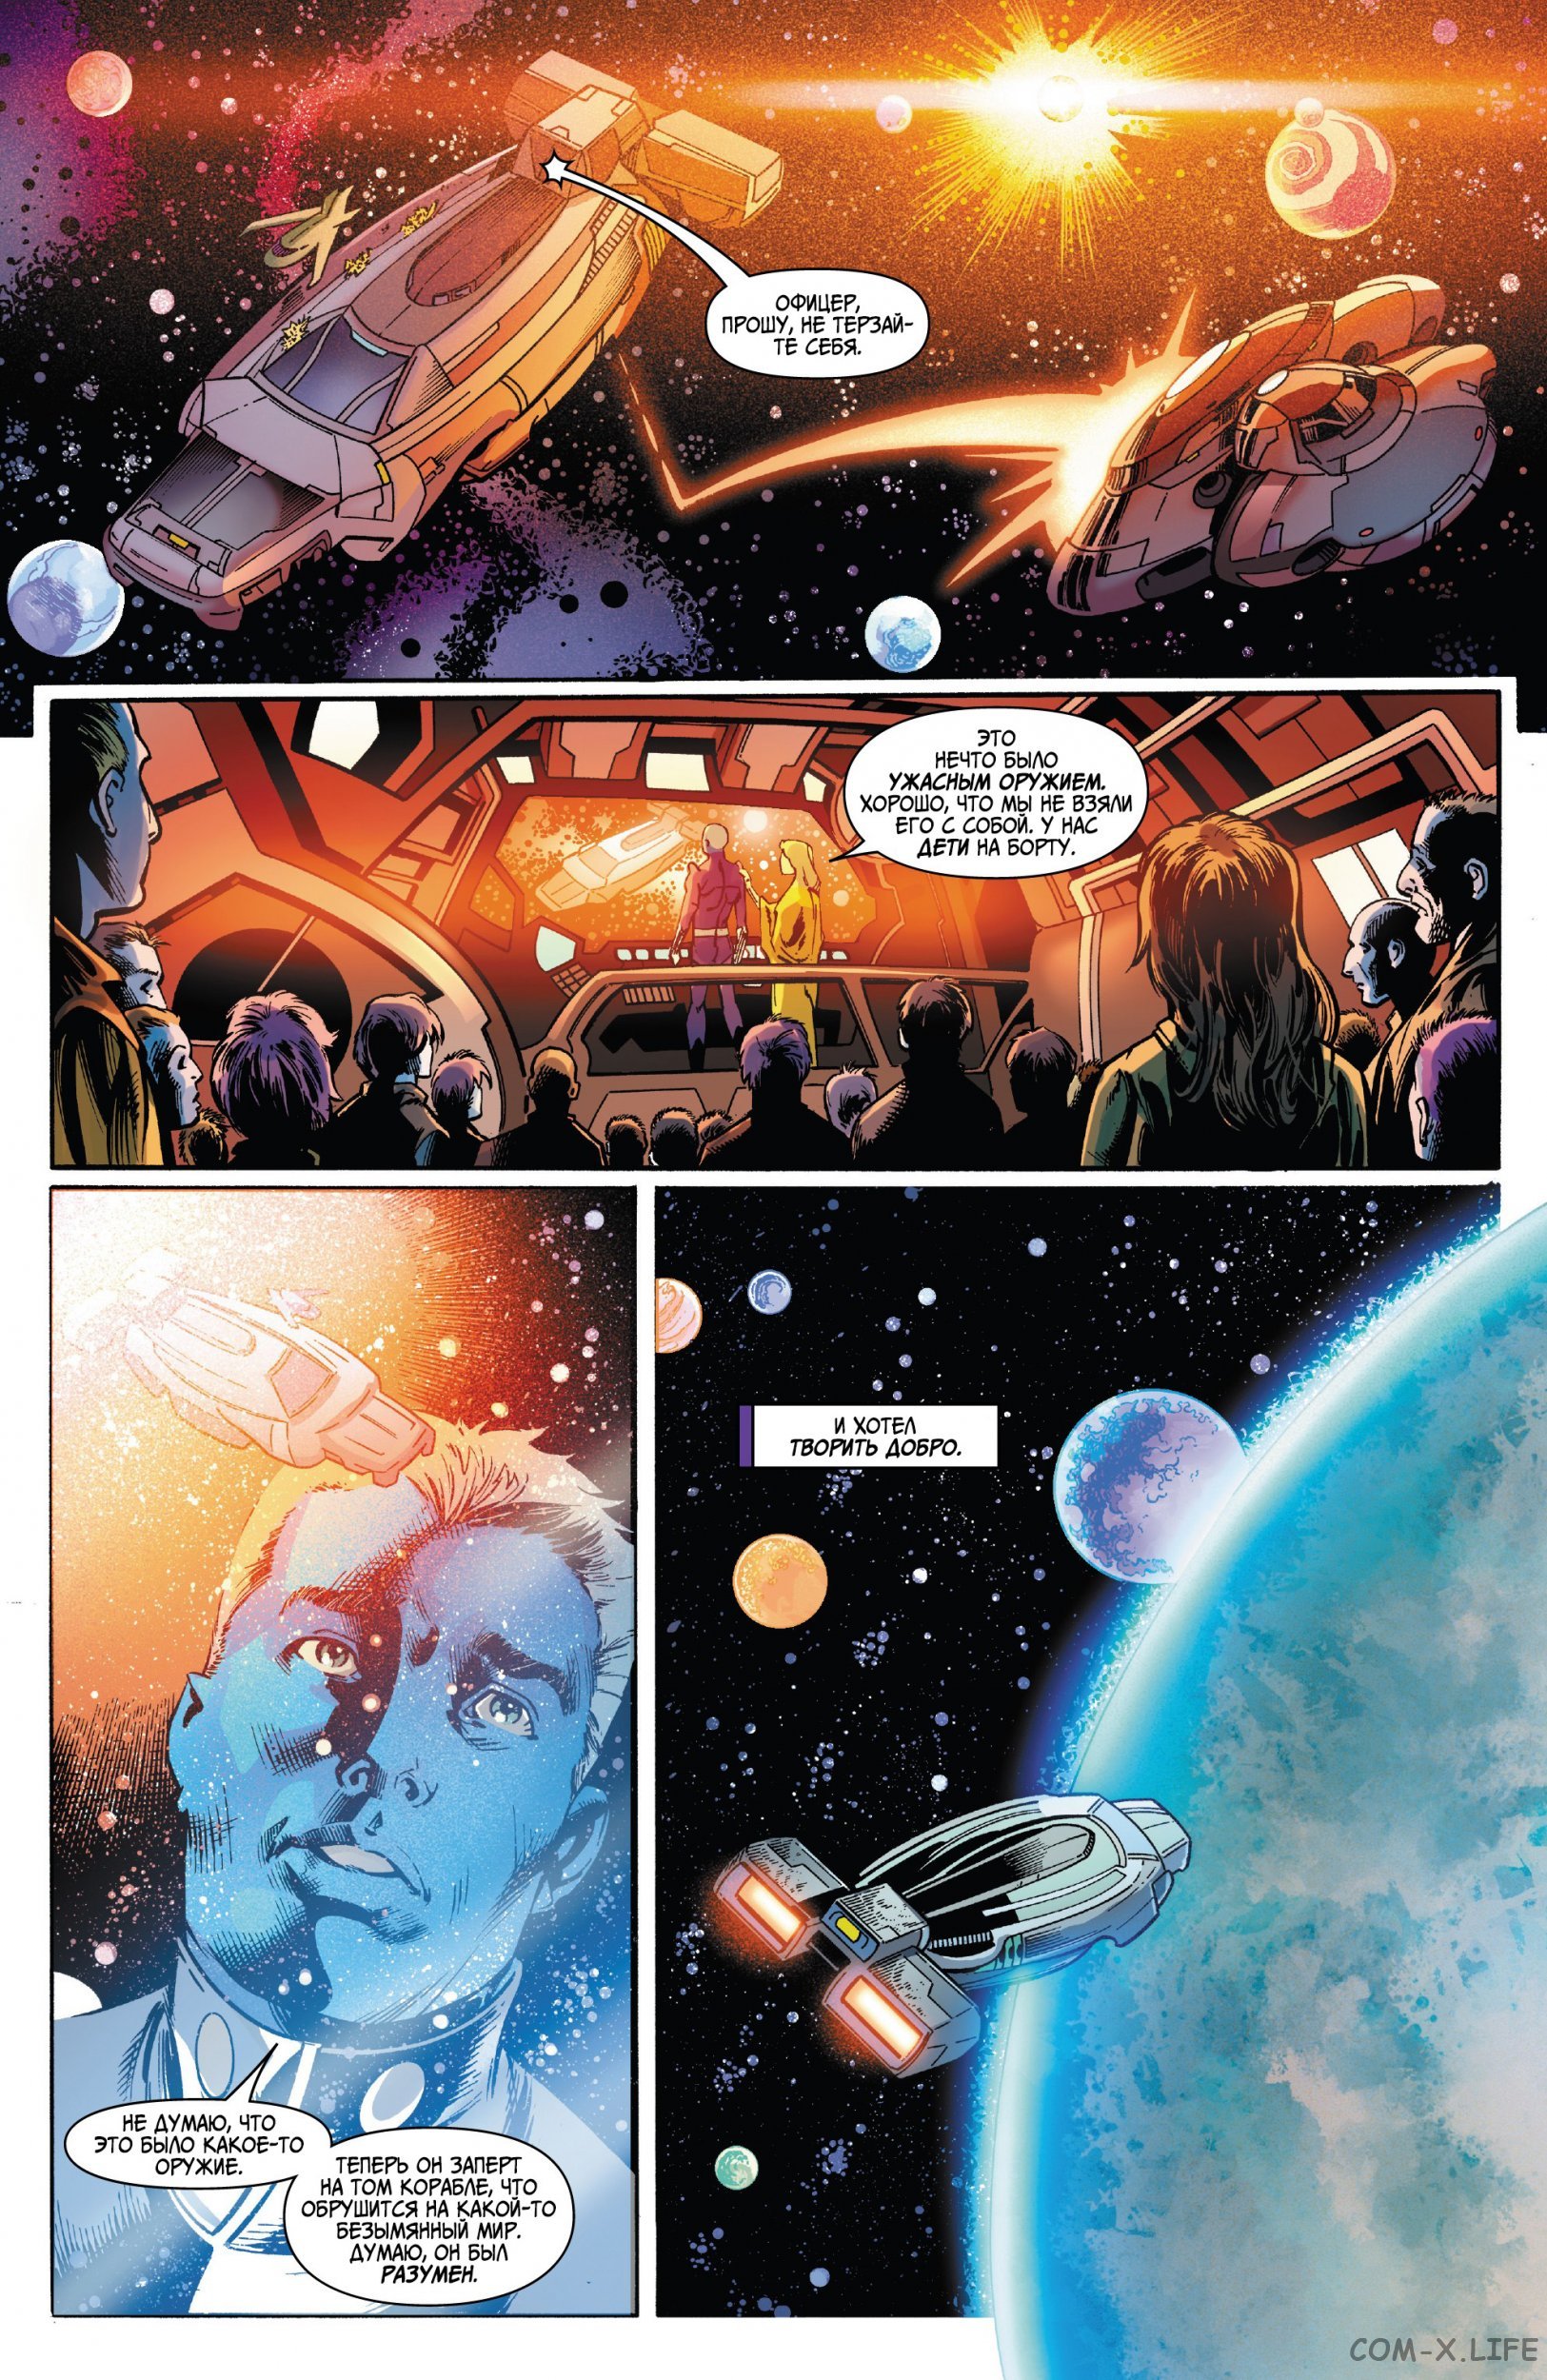 ОФИЦЕР,
ПРОШУ, НЕ ТЕРЗАЙ-
ТЕ СЕБЯ.
ЭТО
НЕЧТО БЫЛО
УЖАСНЫМ ОРУЖИЕМ.
ХОРОШО, ЧТО МЫ НЕ ВЗЯЛИ
ЕГО С СОБОЙ. У НАС
ДЕТИ НА БОРТУ.
НЕ ДУМАЮ, ЧТО
ЭТО БЫЛО КАКОЕ-ТО
ОРУЖИЕ.
ТЕПЕРЬ ОН ЗАПЕРТ
НА ТОМ КОРАБЛЕ, ЧТО
ОБРУШИТСЯ НА КАКОЙ-ТО
БЕЗЫМЯННЫЙ МИР.
ДУМАЮ, ОН БЫЛ
РАЗУМЕН.
И ХОТЕЛ
ТВОРИТЬ ДОБРО.
COM-X.LIFE